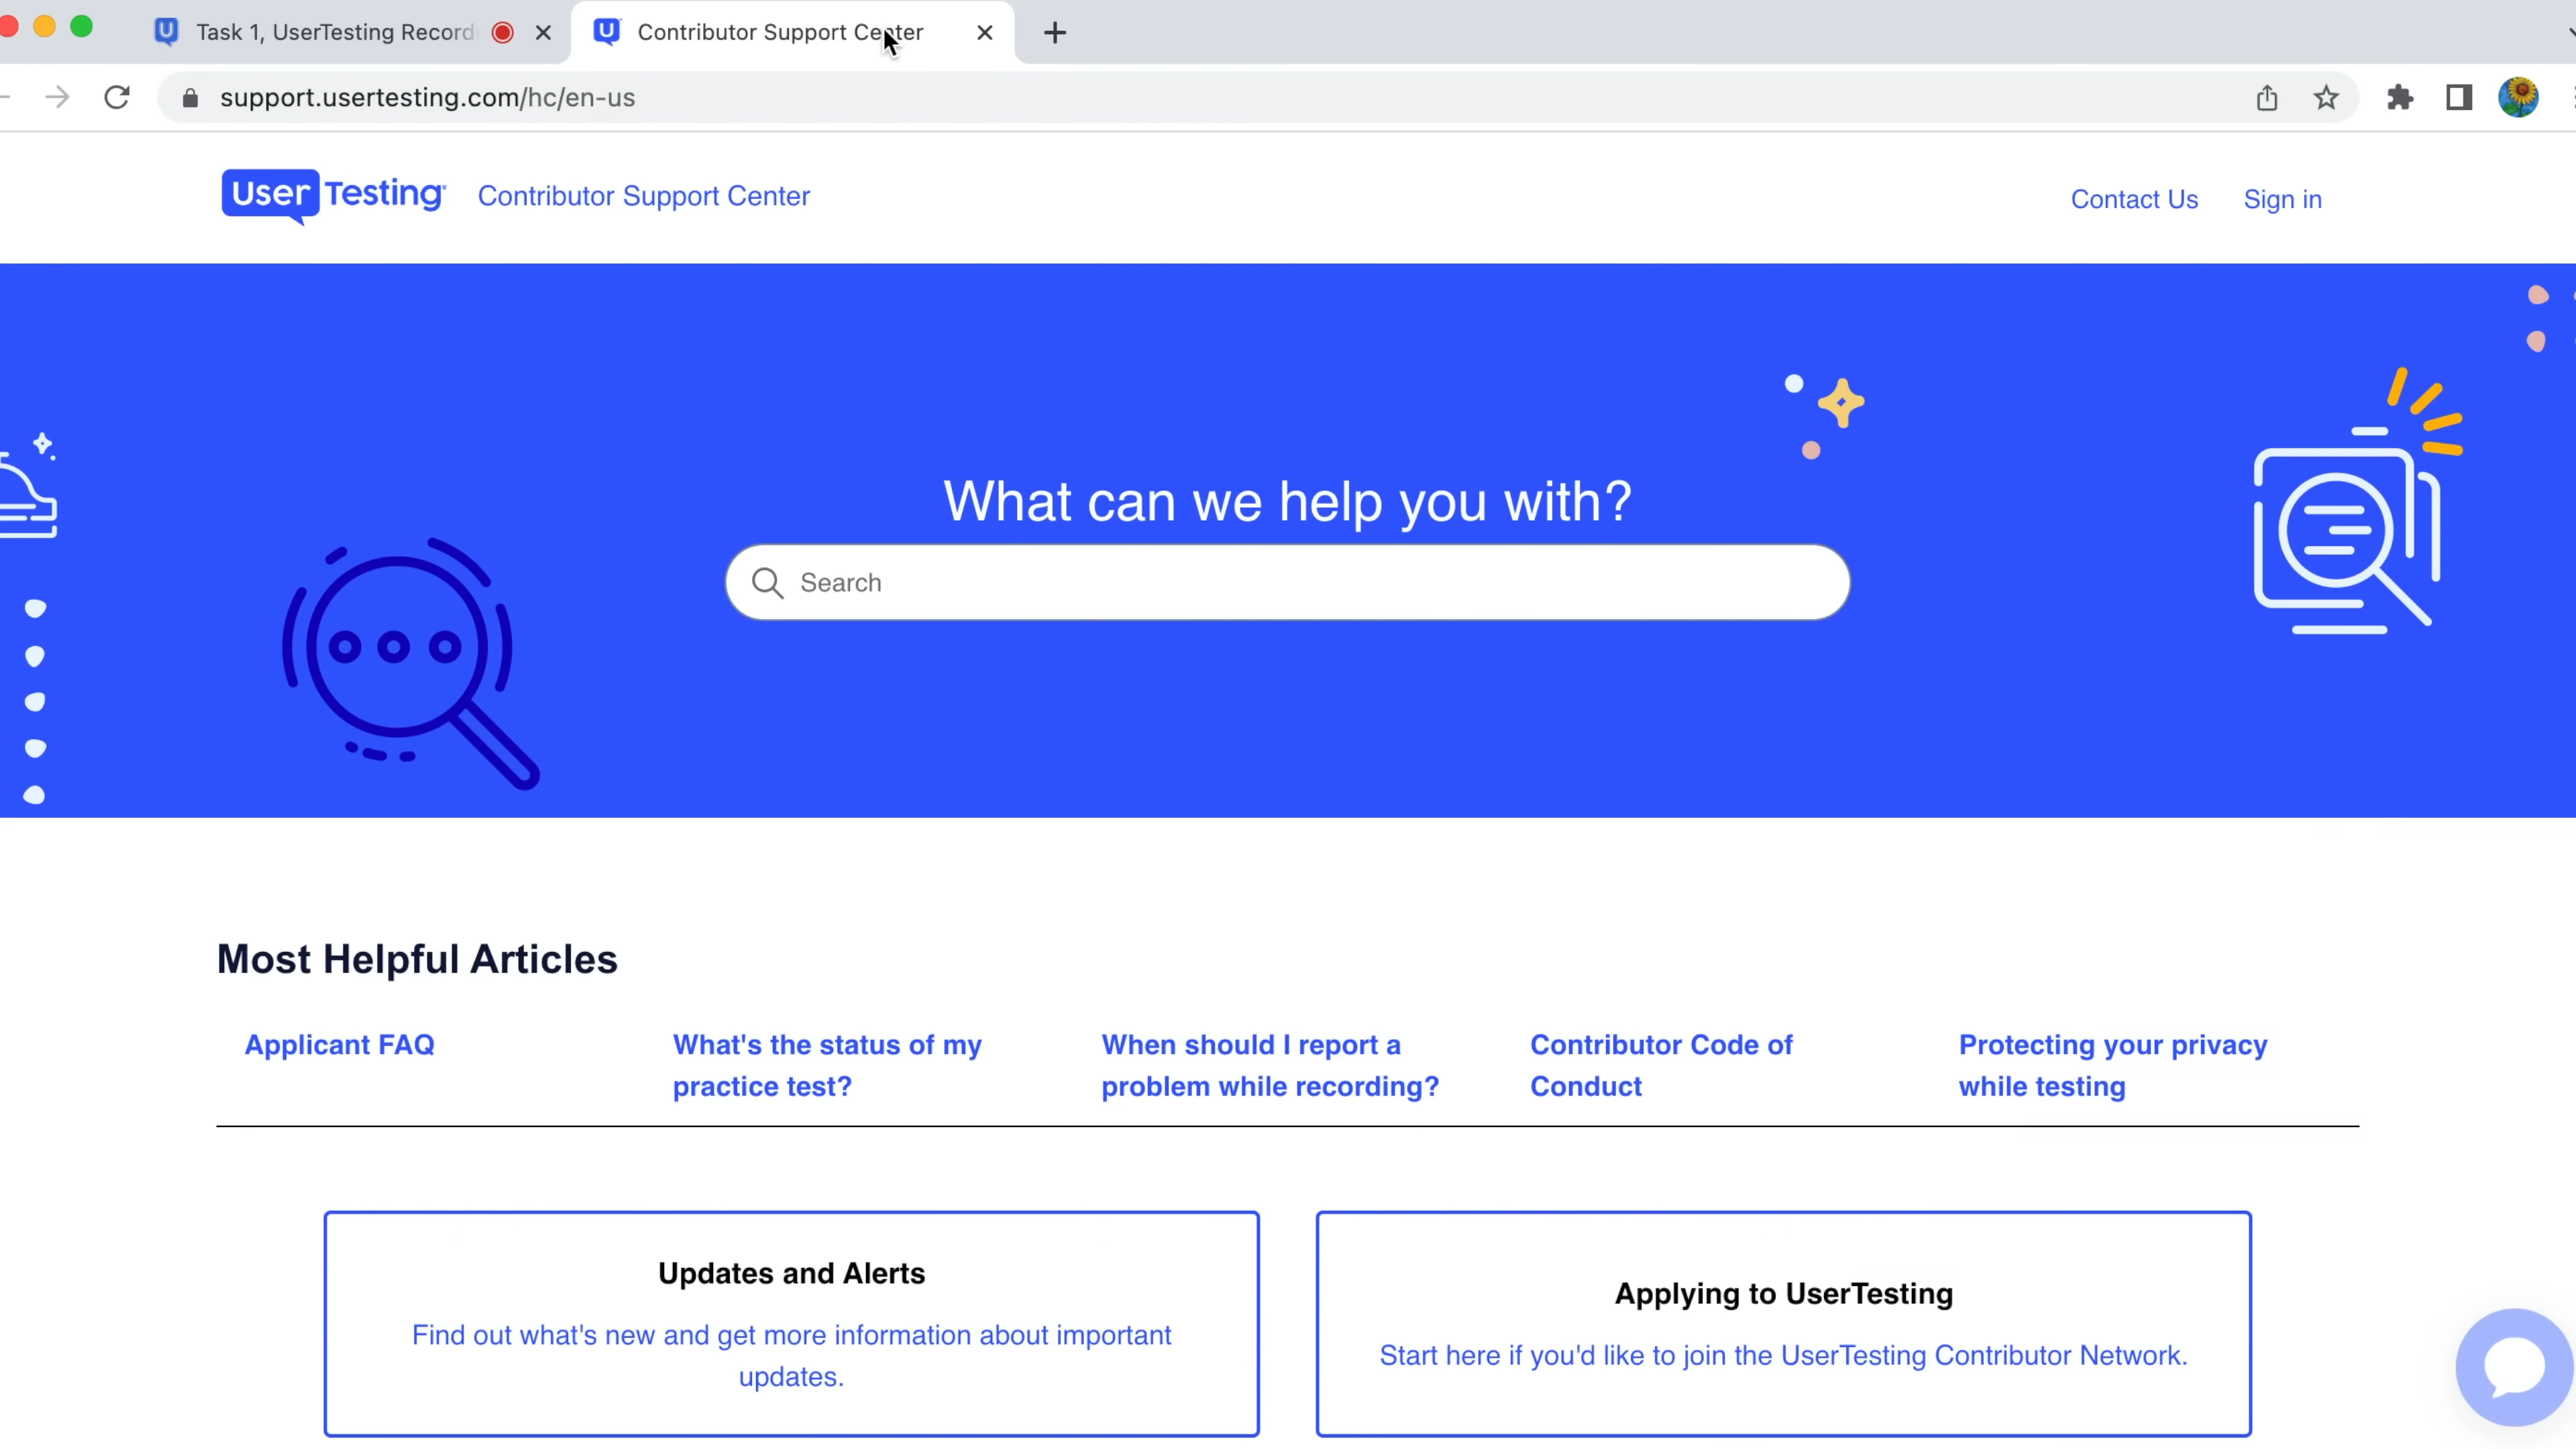 Task 1, UserTesting Record
Contributor Support Center
support.usertesting.com/hc/en-us
User Testing
Contributor Support Center
Contact Us
Sign in
What can we help you with?
Search
Most Helpful Articles
Applicant FAQ
What's the status of my
practice test?
When should I report a
problem while recording?
Contributor Code of
Conduct
Protecting your privacy
while testing
Updates and Alerts
Find out what's new and get more information about important
updates.
Applying to UserTesting
Start here if you'd like to join the UserTesting Contributor Network.